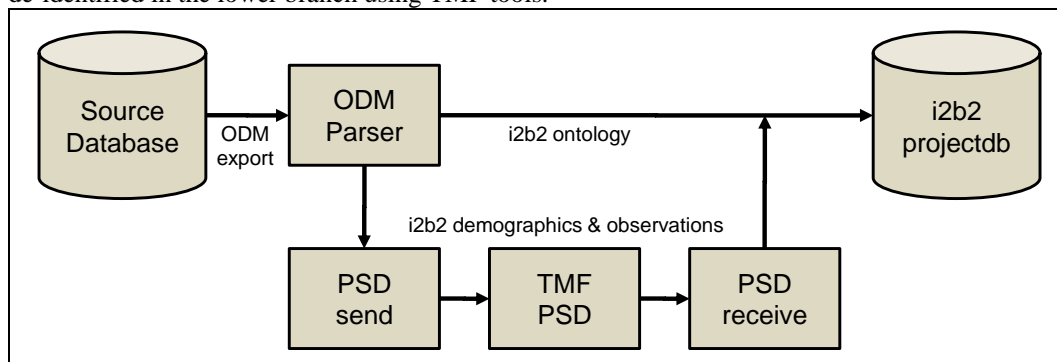 de-identified in the lower branch using TMF tools.
Source
Database
ODM
export
ODM
Parser
i2b2 ontology
i2b2
projectdb
i2b2 demographics & observations
PSD
send
TMF
PSD
PSD
receive